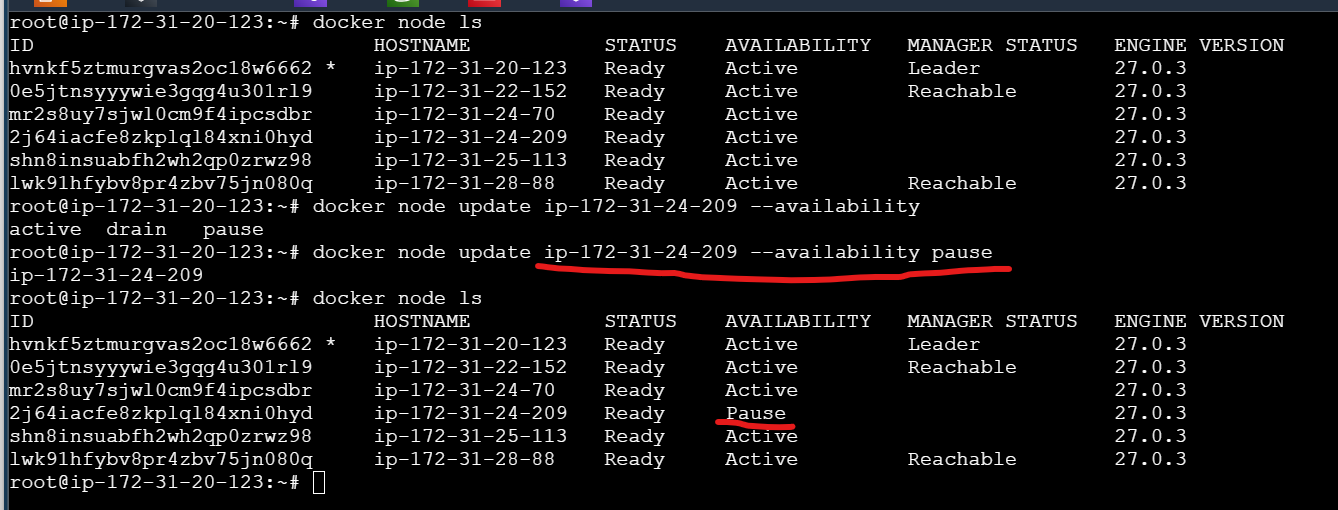 root@ip-172-31-20-123:~# docker node ls
ID HOSTNAME STATUS AVAILABILITY MANAGER STATUS ENGINE VERSION
hvnkf5ztmurgvas2oc18w6662 * ip-172-31-20-123 Ready Active Leader 27.0.3
0e5jtnsyyywie3gqg4u301rl9 ip-172-31-22-152 Ready Active Reachable 27.0.3
mr2s8uy7sjwl0cm9f4ipcsdbr ip-172-31-24-70 Ready Active 27.0.3
2j64iacfe8zkplql84xni0hyd ip-172-31-24-209 Ready Active 27.0.3
shn8insuabfh2wh2qp0zrwz98 ip-172-31-25-113 Ready Active 27.0.3
lwk91hfybv8pr4zbv75jn080q ip-172-31-28-88 Ready Active Reachable 27.0.3
root@ip-172-31-20-123:~# docker node update ip-172-31-24-209 --availability
active drain pause
root@ip-172-31-20-123:~# docker node update ip-172-31-24-209 --availability pause
ip-172-31-24-209
root@ip-172-31-20-123:~# docker node ls
ID HOSTNAME STATUS AVAILABILITY MANAGER STATUS ENGINE VERSION
hvnkf5ztmurgvas2oc18w6662 * ip-172-31-20-123 Ready Active Leader 27.0.3
0e5jtnsyyywie3gqg4u301rl9 ip-172-31-22-152 Ready Active Reachable 27.0.3
mr2s8uy7sjwl0cm9f4ipcsdbr ip-172-31-24-70 Ready Active 27.0.3
2j64iacfe8zkplql84xni0hyd ip-172-31-24-209 Ready Pause 27.0.3
shn8insuabfh2wh2qp0zrwz98 ip-172-31-25-113 Ready Active 27.0.3
lwk91hfybv8pr4zbv75jn080q ip-172-31-28-88 Ready Active Reachable 27.0.3
root@ip-172-31-20-123:~#